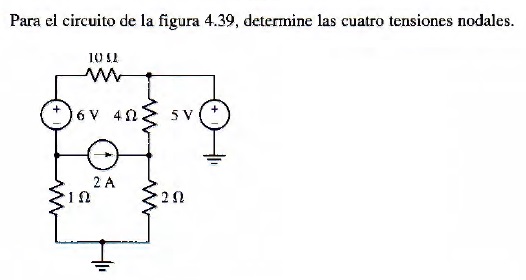 Para el circuito de la figura 4.39, determine las cuatro tensiones nodales.
10 Ω
+
6 V
4 Ω
5 V
+
2 A
1 Ω
2 Ω